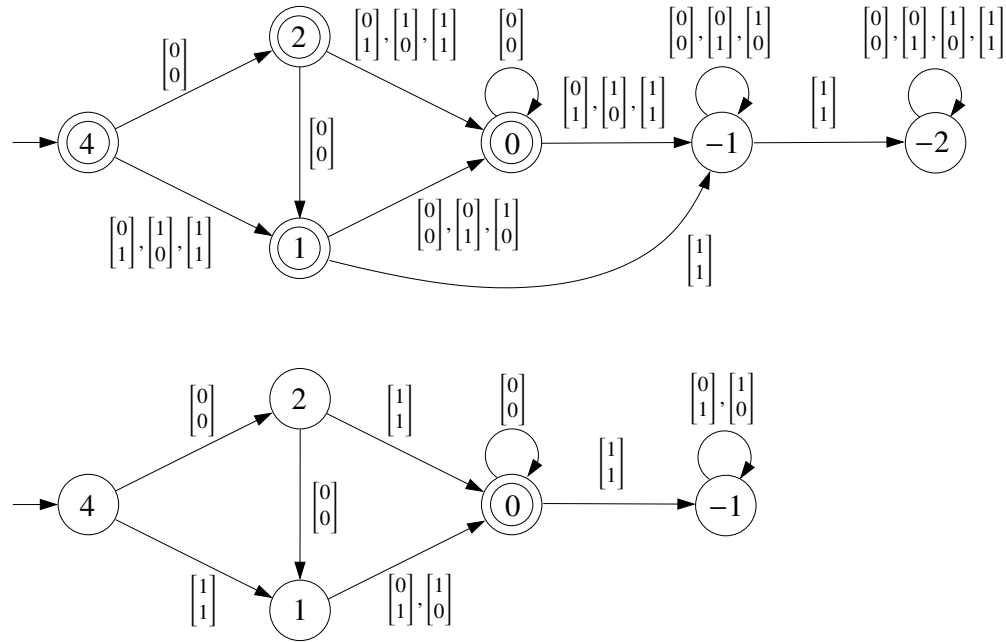 [0 0]
2
[0 1], [1 0], [1 1]
[0 0]
[0 0], [0 1], [1 0]
[0 0], [0 1], [1 0], [1 1]
4
[0 0]
0
[0 1], [1 0], [1 1]
−1
[1 1]
−2
[0 1], [1 0], [1 1]
1
[0 0], [0 1], [1 0]
[1 1]
[0 0]
2
[1 1]
[0 0]
[0 1], [1 0]
4
[0 0]
0
[1 1]
−1
[1 1]
1
[0 1], [1 0]